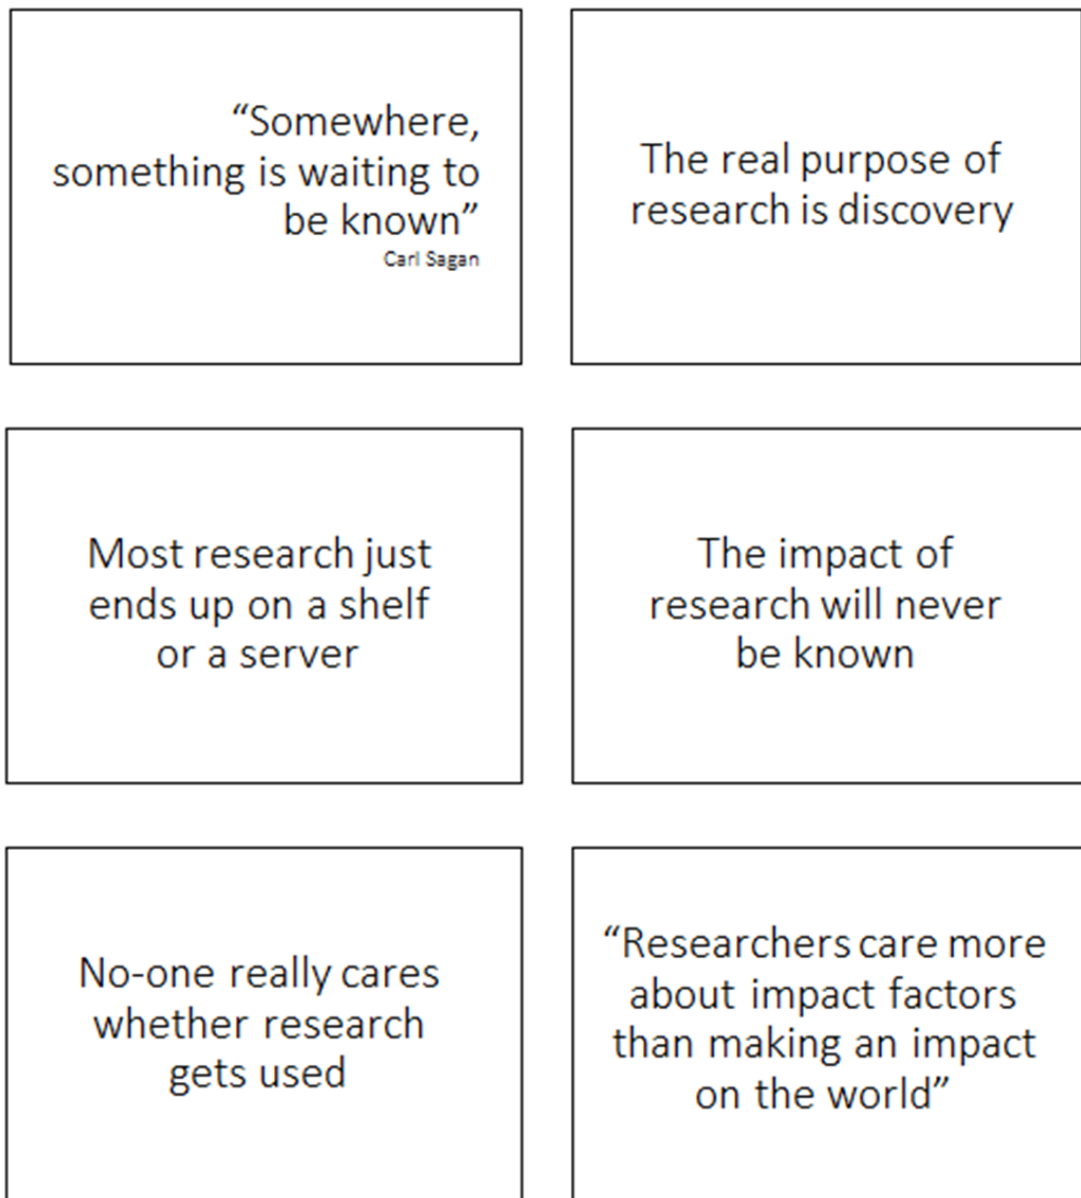 “Somewhere,
something is waiting to
be known”
Carl Sagan
The real purpose of
research is discovery
Most research just
ends up on a shelf
or a server
The impact of
research will never
be known
No-one really cares
whether research
gets used
“Researchers care more
about impact factors
than making an impact
on the world”